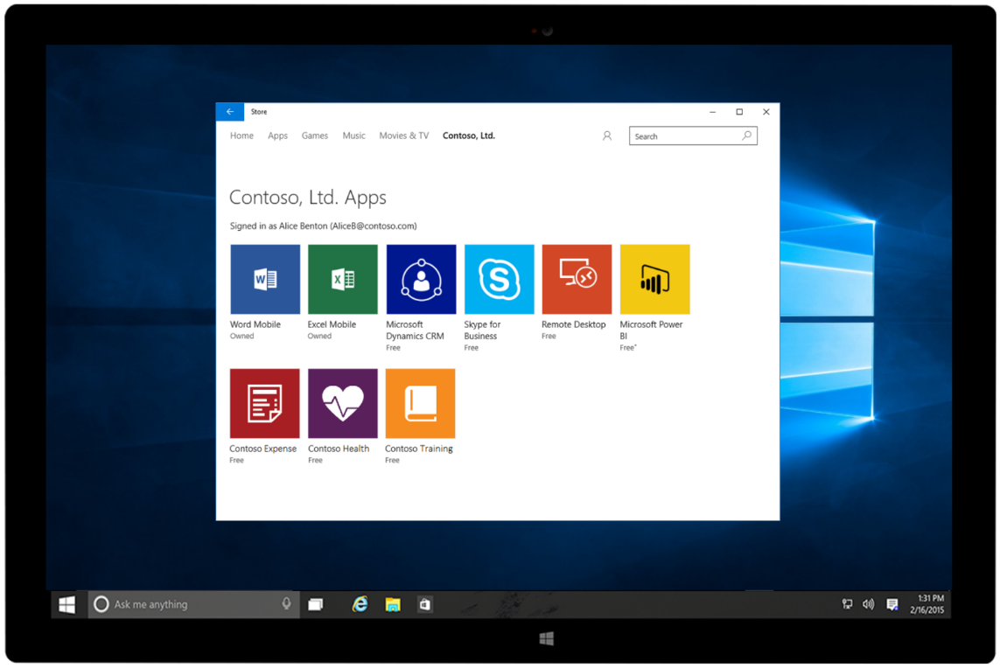 Store
Home Apps Games Music Movies & TV Contoso, Ltd. Search
Contoso, Ltd. Apps
Signed in as Alice Benton (AliceB@contoso.com)
W
X
S
Word Mobile
Owned
Excel Mobile
Owned
Microsoft
Dynamics CRM
Free
Skype for
Business
Free
Remote Desktop
Free
Microsoft Power
BI
Free*
Contoso Expense
Free
Contoso Health
Free
Contoso Training
Free
Ask me anything
1:31 PM
2/16/2015